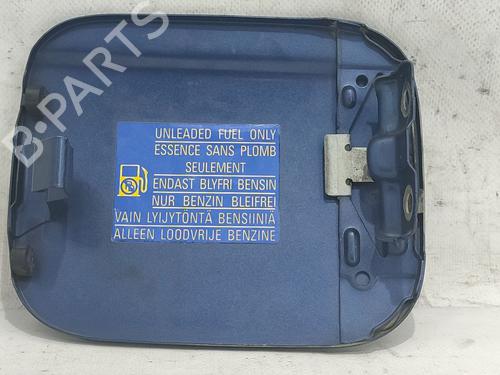 B-PARTS
UNLEADED FUEL ONLY
ESSENCE SANS PLOMB
SEULEMENT
ENDAST BLYFRI BENSIN
NUR BENZIN BLEIFREI
VAIN LYIJYTÖNTÄ BENSIINIÄ
ALLEEN LOODVRIJE BENZINE